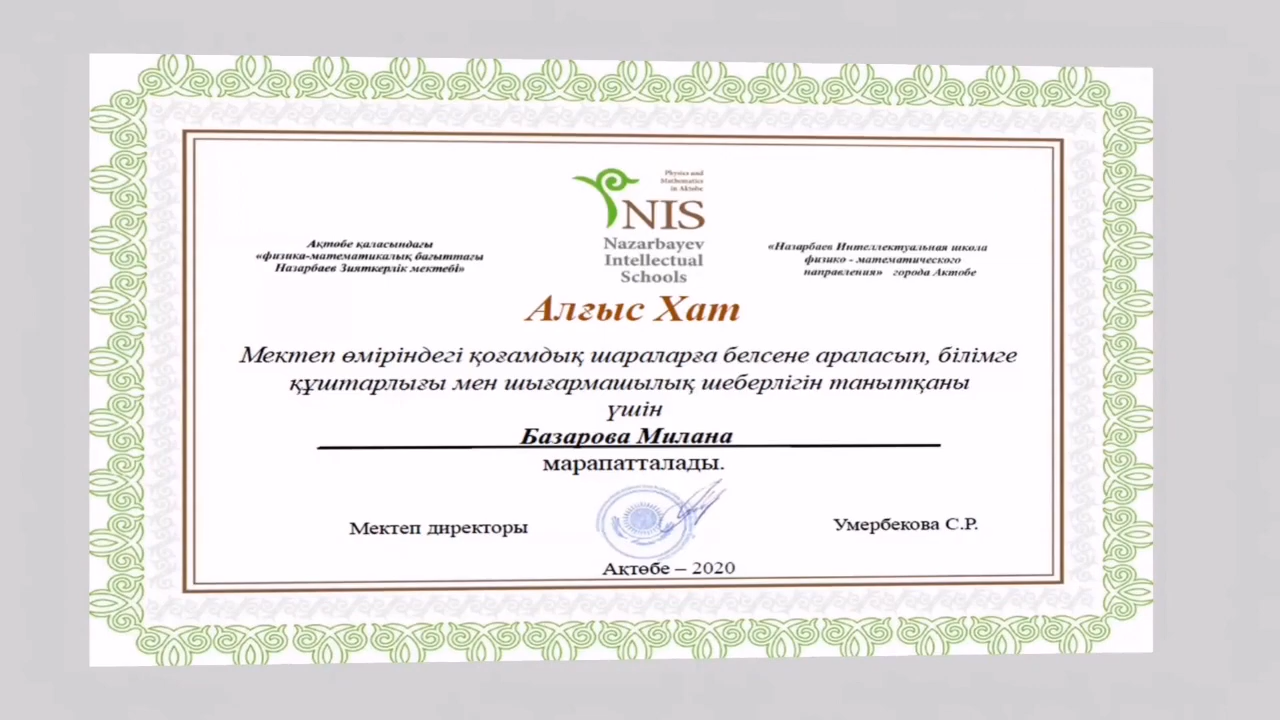 Physics and
Mathematics
in Aktobe
NIS
Nazarbayev
Intellectual
Schools
Ақтөбе қаласындағы
«физика-математикалық бағыттағы
Назарбаев Зияткерлік мектебі»
«Назарбаев Интеллектуальная школа
физико - математического
направления» города Актобе
Алғыс Хат
Мектеп өміріндегі қоғамдық шараларға белсене араласып, білімге
құштарлығы мен шығармашылық шеберлігін танытқаны
үшін
Базарова Милана
марапатталады.
Мектеп директоры
Умербекова С.Р.
Ақтөбе – 2020